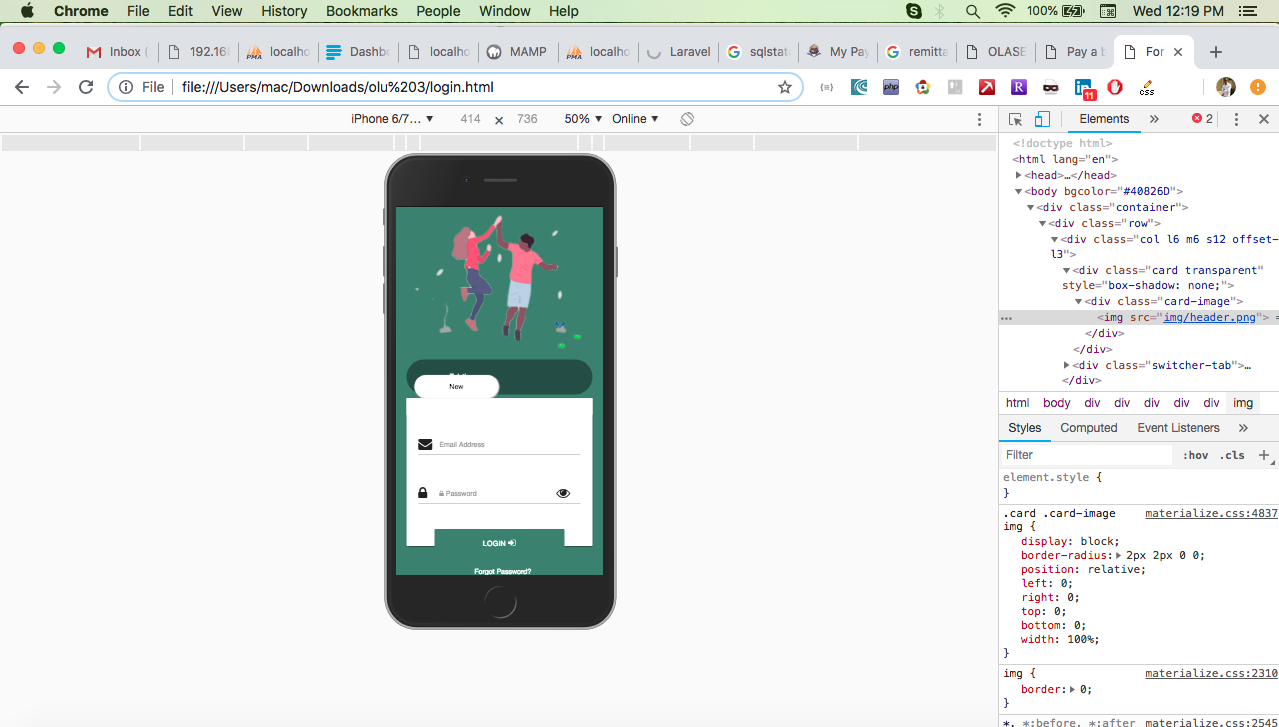 Chrome File Edit View History Bookmarks People Window Help 100% Wed 12:19 PM
Inbox ( 192.168 localho Dashb localho MAMP localho Laravel sqlstat My Pay remitta OLASE Pay a b For
File file:///Users/mac/Downloads/olu%203/login.html
php R 11 css
iPhone 6/7... ▼ 414 × 736 50% ▼ Online ▼
Elements » 2
New
Email Address
Password
LOGIN
Forgot Password?
<!doctype html>
<html lang="en">
▶<head>…</head>
▼<body bgcolor="#40826D">
▼<div class="container">
▼<div class="row">
▼<div class="col l6 m6 s12 offset-
l3">
▼<div class="card transparent"
style="box-shadow: none;">
▼<div class="card-image">
… <img src="img/header.png"> =
</div>
</div>
▶<div class="switcher-tab">…
</div>
html body div div div div div img
Styles Computed Event Listeners »
Filter :hov .cls +
element.style {
}
.card .card-image materialize.css:4837
img {
display: block;
border-radius:▶ 2px 2px 0 0;
position: relative;
left: 0;
right: 0;
top: 0;
bottom: 0;
width: 100%;
}
img { materialize.css:2310
border:▶ 0;
}
*, *:before, *:after materialize.css:2545